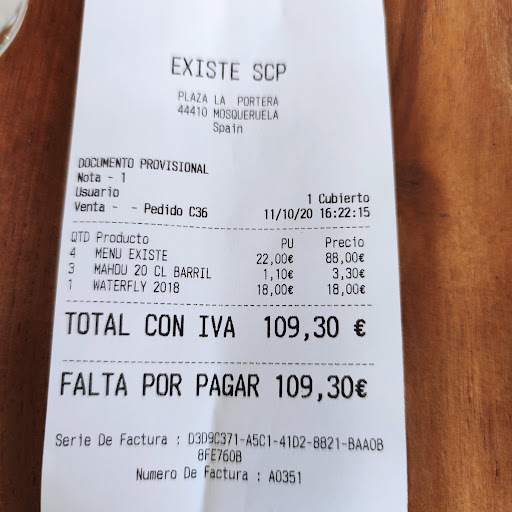 EXISTE SCP
PLAZA LA PORTERA
44410 MOSQUERUELA
Spain
DOCUMENTO PROVISIONAL
Nota - 1
Usuario 1 Cubierto
Venta - - Pedido C36 11/10/20 16:22:15
QTD Producto PU Precio
4 MENU EXISTE 22,00€ 88,00€
3 MAHOU 20 CL BARRIL 1,10€ 3,30€
1 WATERFLY 2018 18,00€ 18,00€
TOTAL CON IVA 109,30 €
FALTA POR PAGAR 109,30€
Serie De Factura : D3D9C371-A5C1-41D2-8821-BAA0B
8FE760B
Numero De Factura : A0351